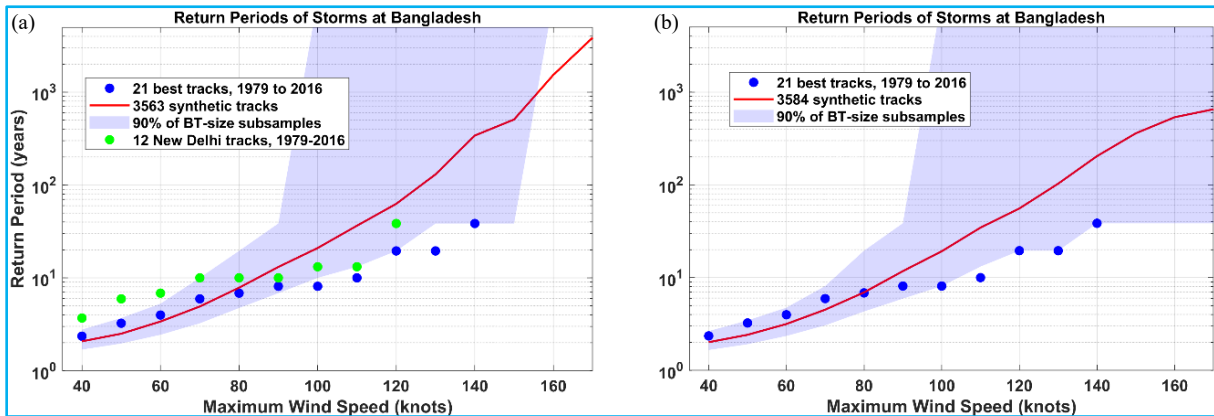 (a)
Return Periods of Storms at Bangladesh
Return Period (years)
10³
10²
10¹
10⁰
21 best tracks, 1979 to 2016
3563 synthetic tracks
90% of BT-size subsamples
12 New Delhi tracks, 1979-2016
40 60 80 100 120 140 160
Maximum Wind Speed (knots)
(b)
Return Periods of Storms at Bangladesh
10³
10²
10¹
10⁰
21 best tracks, 1979 to 2016
3584 synthetic tracks
90% of BT-size subsamples
40 60 80 100 120 140 160
Maximum Wind Speed (knots)